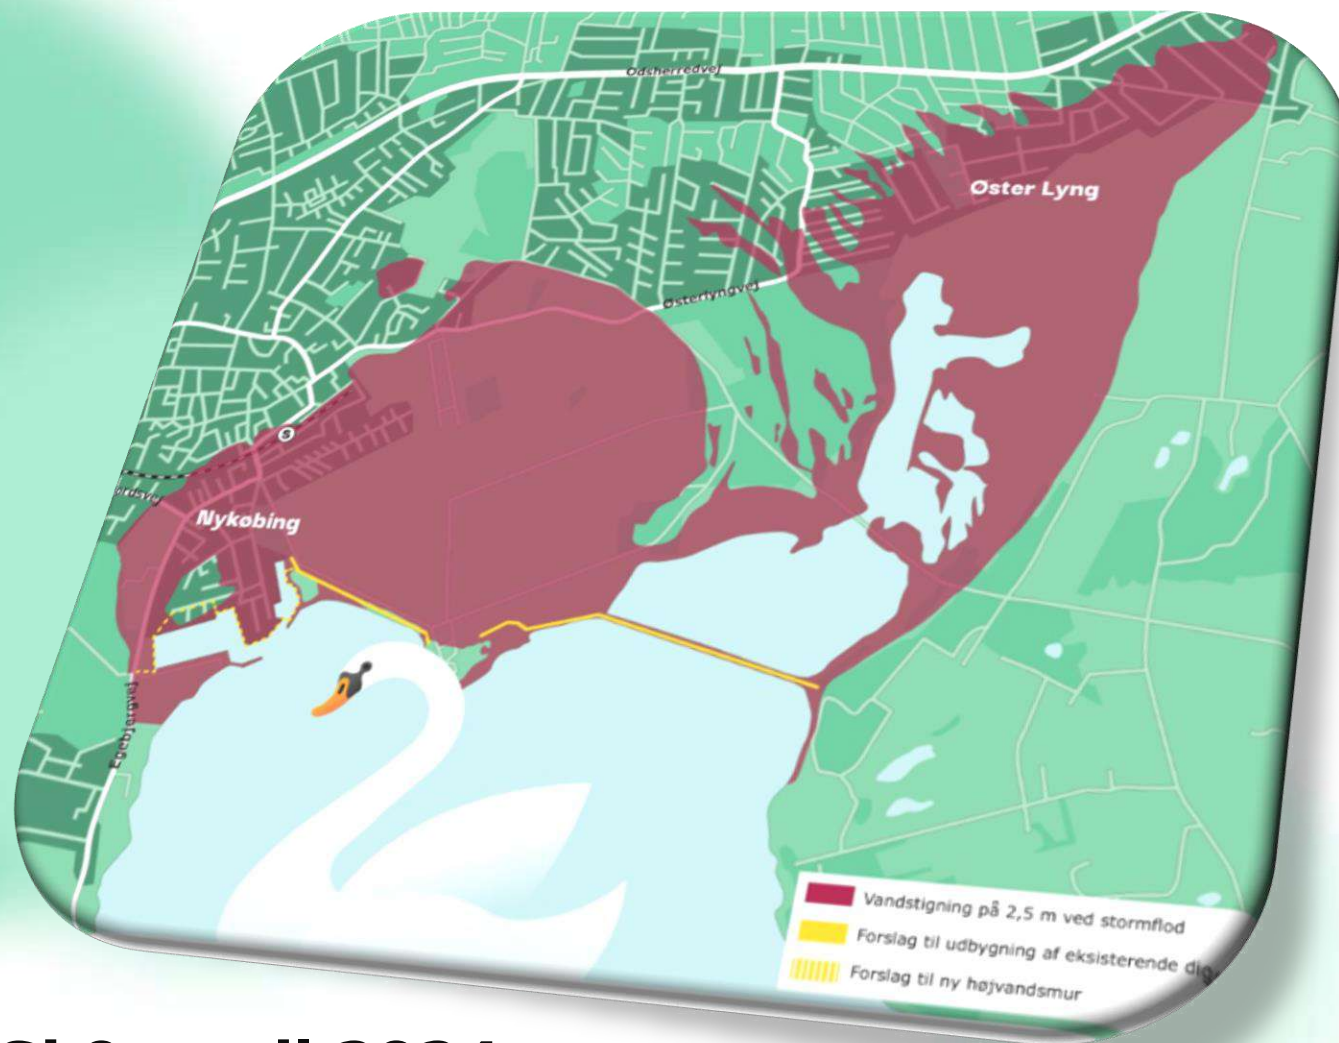 Odsherredvej
Øster Lyng
Østerlyngvej
S
Nykøbing
Egebjergvej
Vandstigning på 2,5 m ved stormflod
Forslag til udbygning af eksisterende
Forslag til ny højvandsmur